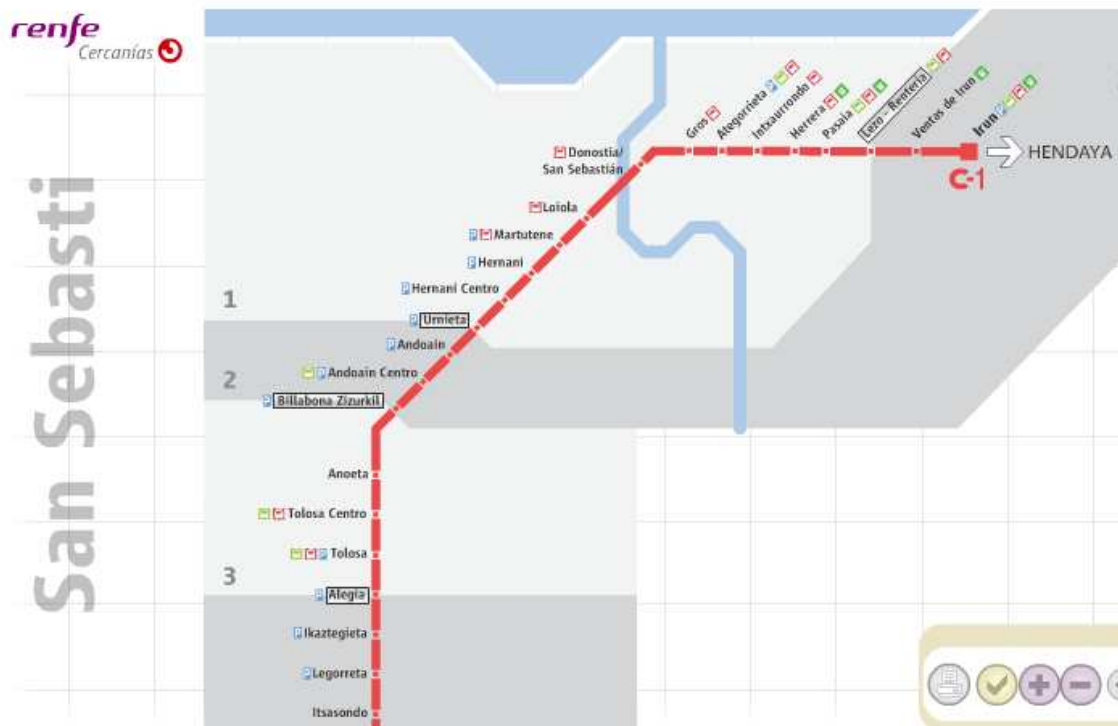 renfe
Cercanías
San Sebasti
Gros
Ategorrieta
Intxaurrondo
Herrera
Pasaia
Lezo - Rentería
Ventas de Irun
Irun
HENDAYA
C-1
Donostia/
San Sebastián
Loiola
Martutene
Hernani
Hernani Centro
1
Urnieta
Andoain
Andoain Centro
2
Billabona Zizurkil
Anoeta
Tolosa Centro
Tolosa
3
Alegia
Ikaztegieta
Legorreta
Itsasondo